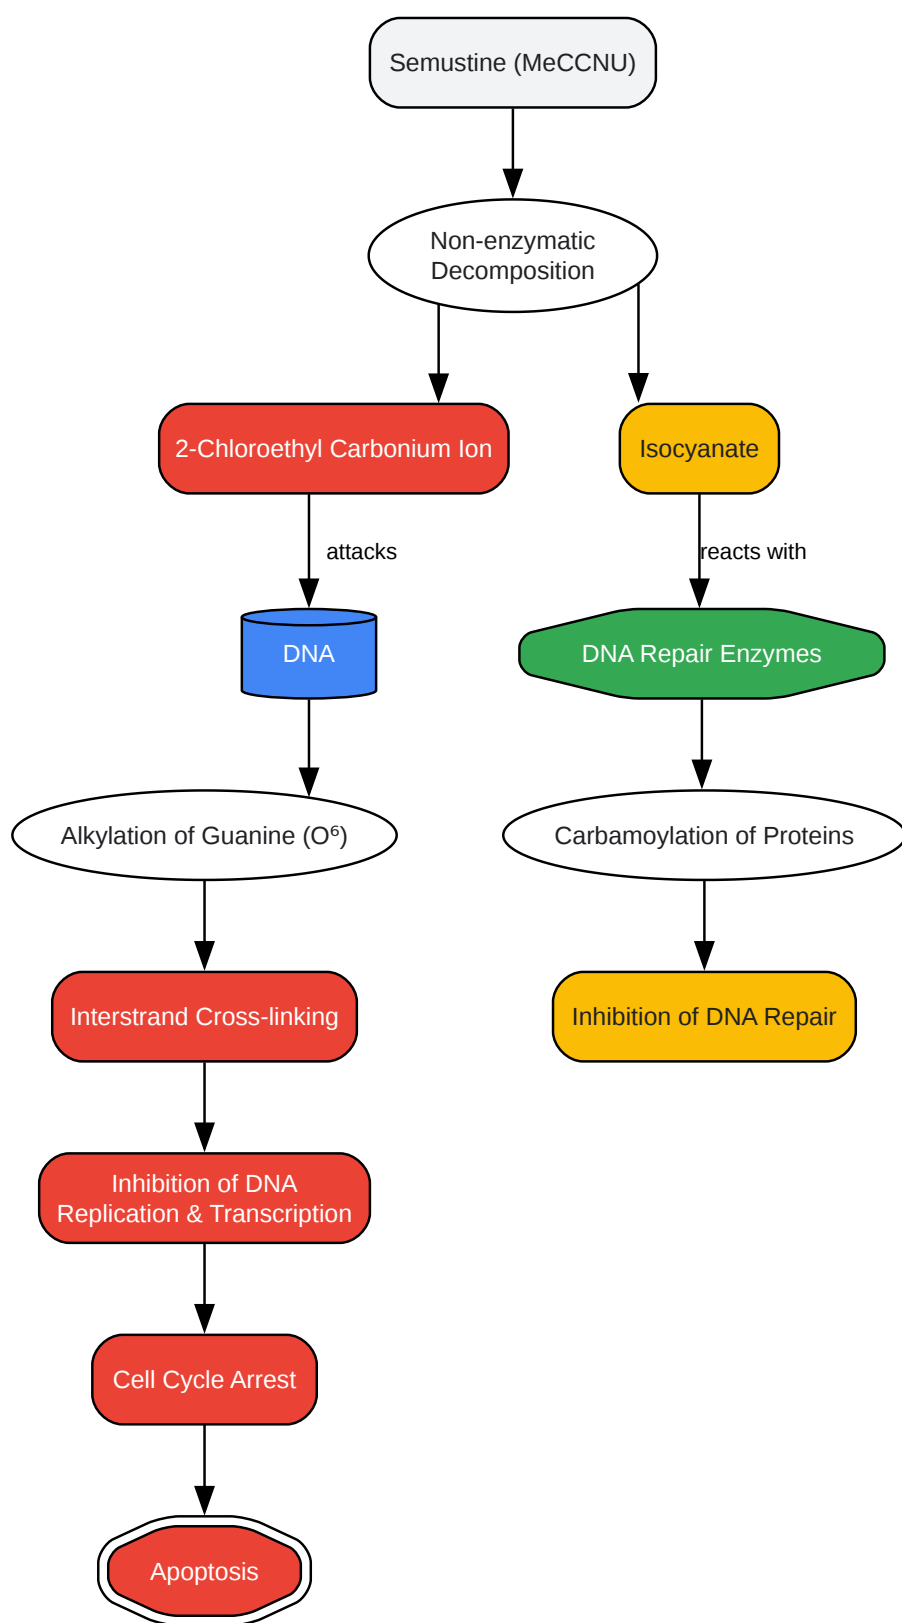 Semustine (MeCCNU)
Non-enzymatic
Decomposition
2-Chloroethyl Carbonium Ion
Isocyanate
attacks
reacts with
DNA
DNA Repair Enzymes
Alkylation of Guanine (O⁶)
Carbamoylation of Proteins
Interstrand Cross-linking
Inhibition of DNA Repair
Inhibition of DNA
Replication & Transcription
Cell Cycle Arrest
Apoptosis